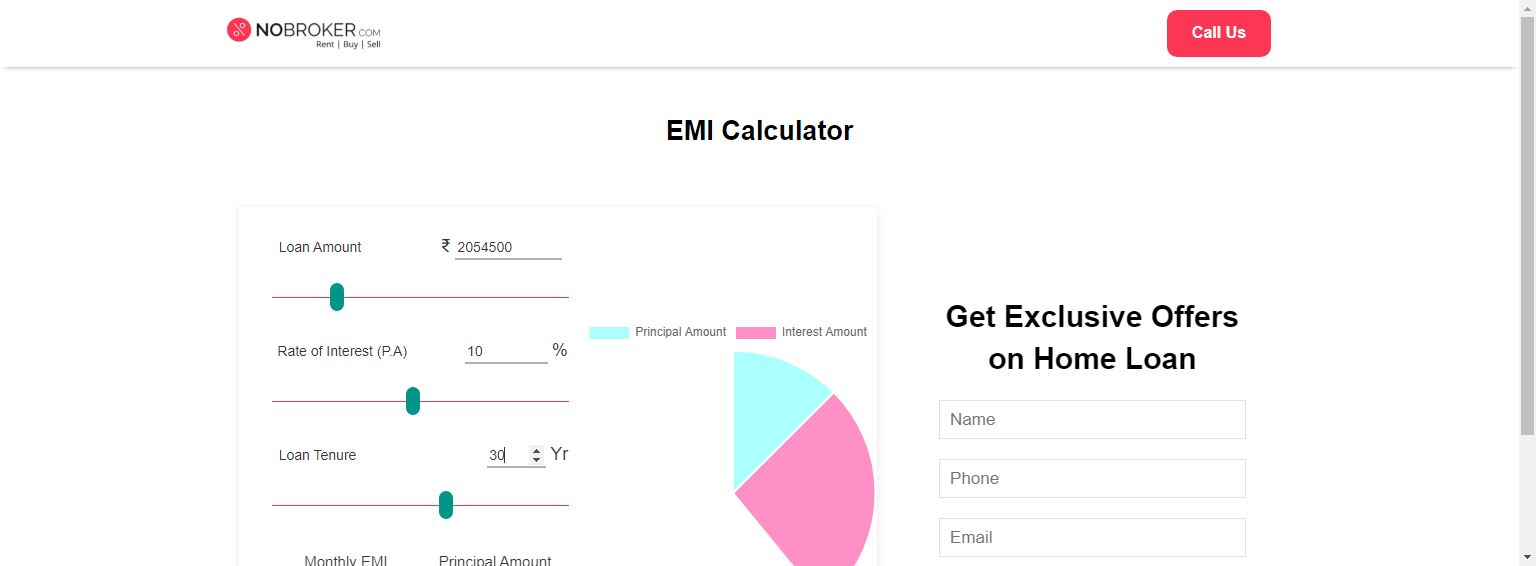 NOBROKER.COM
Rent | Buy | Sell
Call Us
EMI Calculator
Loan Amount
₹ 2054500
Rate of Interest (P.A)
10 %
Loan Tenure
30 Yr
Monthly EMI
Principal Amount
Principal Amount
Interest Amount
Get Exclusive Offers
on Home Loan
Name
Phone
Email